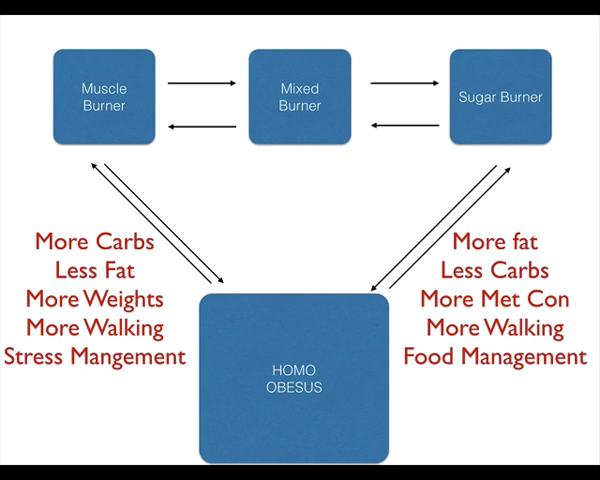 Muscle
Burner
Mixed
Burner
Sugar Burner
More Carbs
Less Fat
More Weights
More Walking
Stress Mangement
More fat
Less Carbs
More Met Con
More Walking
Food Management
HOMO
OBESUS